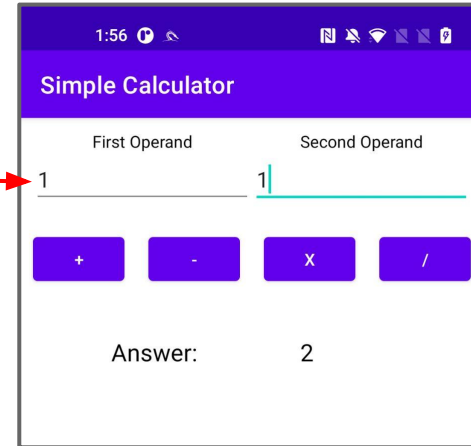 1:56
Simple Calculator
First Operand Second Operand
1 1
+ - X /
Answer: 2